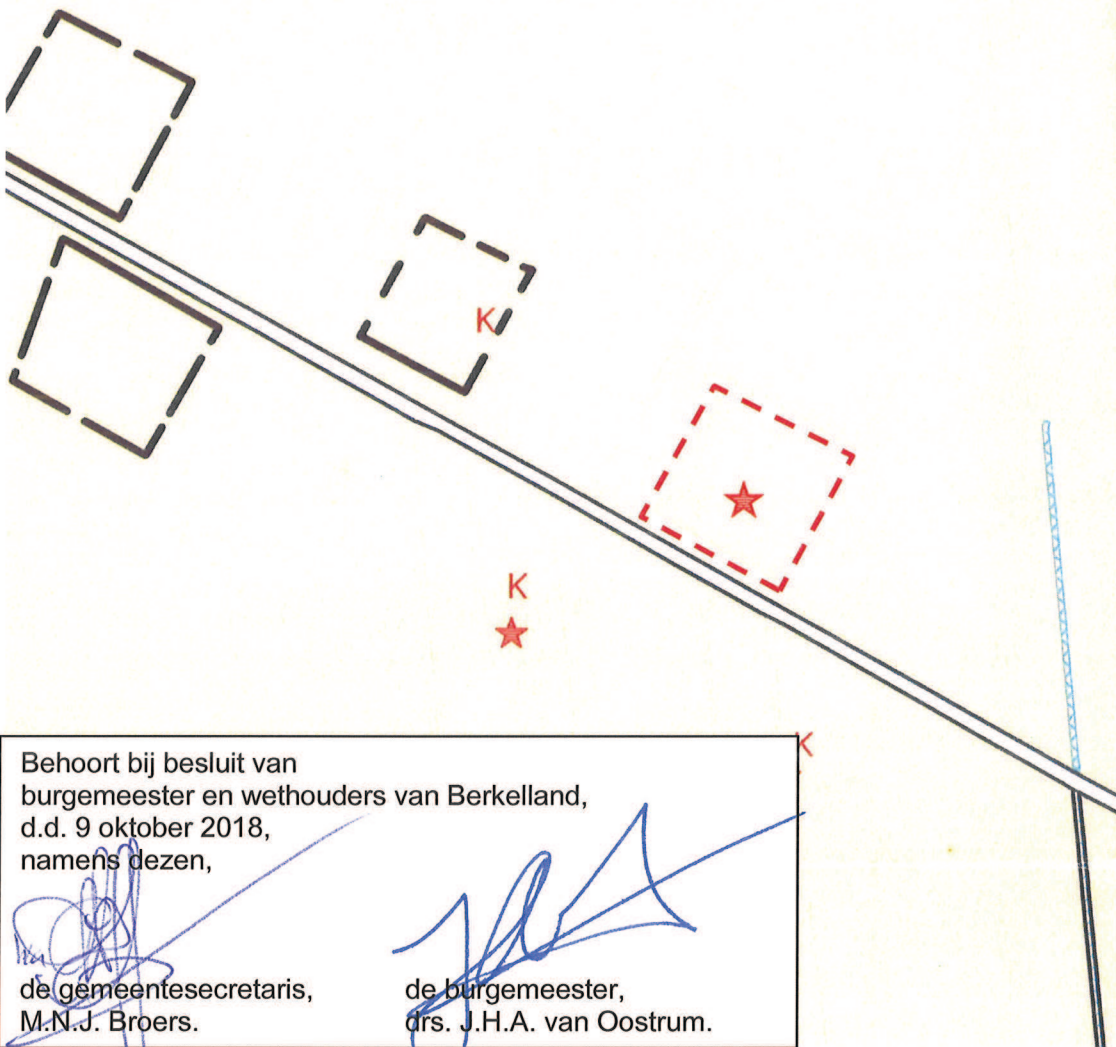 K
K
K
Behoort bij besluit van
burgemeester en wethouders van Berkelland,
d.d. 9 oktober 2018,
namens dezen,
de gemeentesecretaris,
M.N.J. Broers.
de burgemeester,
drs. J.H.A. van Oostrum.